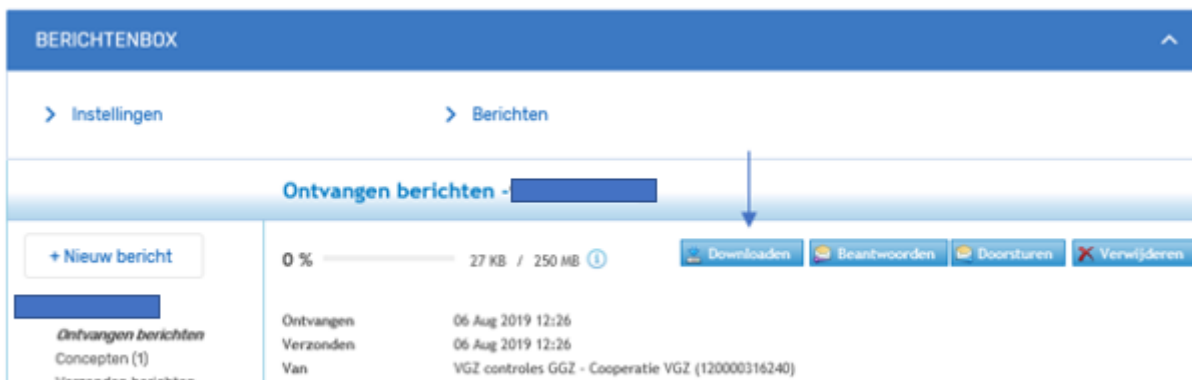 BERICHTENBOX
Instellingen
Berichten
Ontvangen berichten -
+ Nieuw bericht
0 % 27 KB / 250 MB
Downloaden Beantwoorden Doorsturen Verwijderen
Ontvangen berichten
Concepten (1)
Verzonden berichten
Ontvangen 06 Aug 2019 12:26
Verzonden 06 Aug 2019 12:26
Van VGZ controles GGZ - Cooperatie VGZ (120000316240)